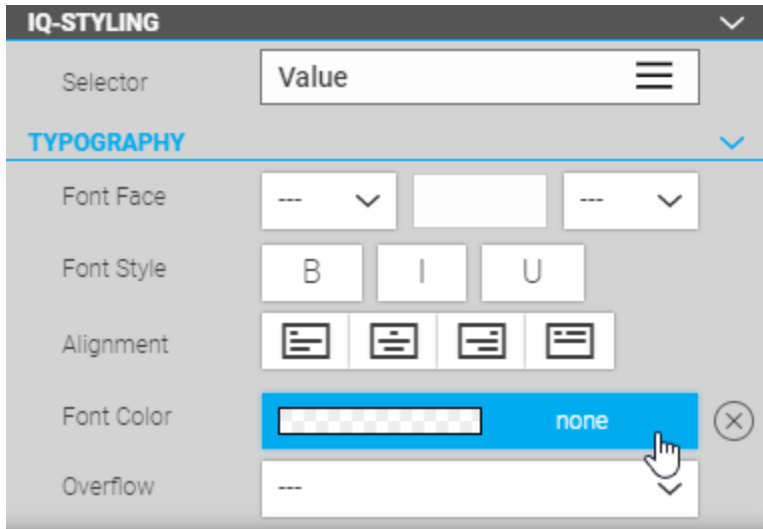 IQ-STYLING
Selector Value
TYPOGRAPHY
Font Face --- ---
Font Style B I U
Alignment
Font Color none
Overflow ---